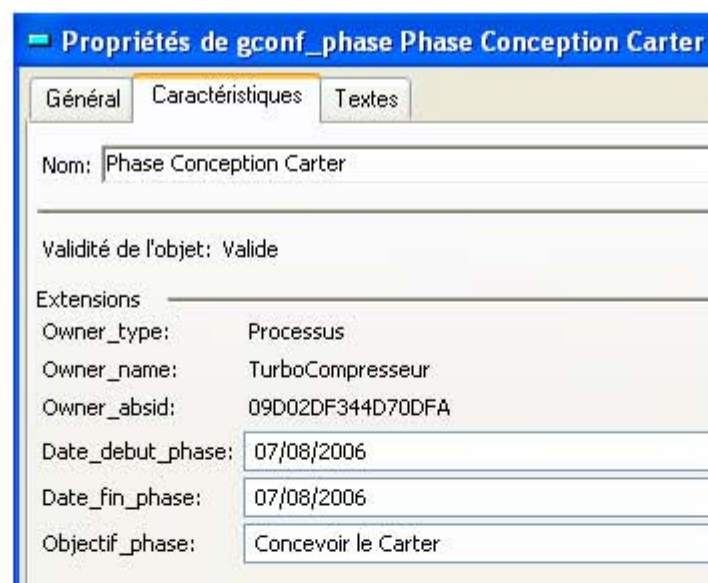 Propriétés de gconf_phase Phase Conception Carter
Général Caractéristiques Textes
Nom: Phase Conception Carter
Validité de l'objet: Valide
Extensions
Owner_type: Processus
Owner_name: TurboCompresseur
Owner_absid: 09D02DF344D70DFA
Date_debut_phase: 07/08/2006
Date_fin_phase: 07/08/2006
Objectif_phase: Concevoir le Carter